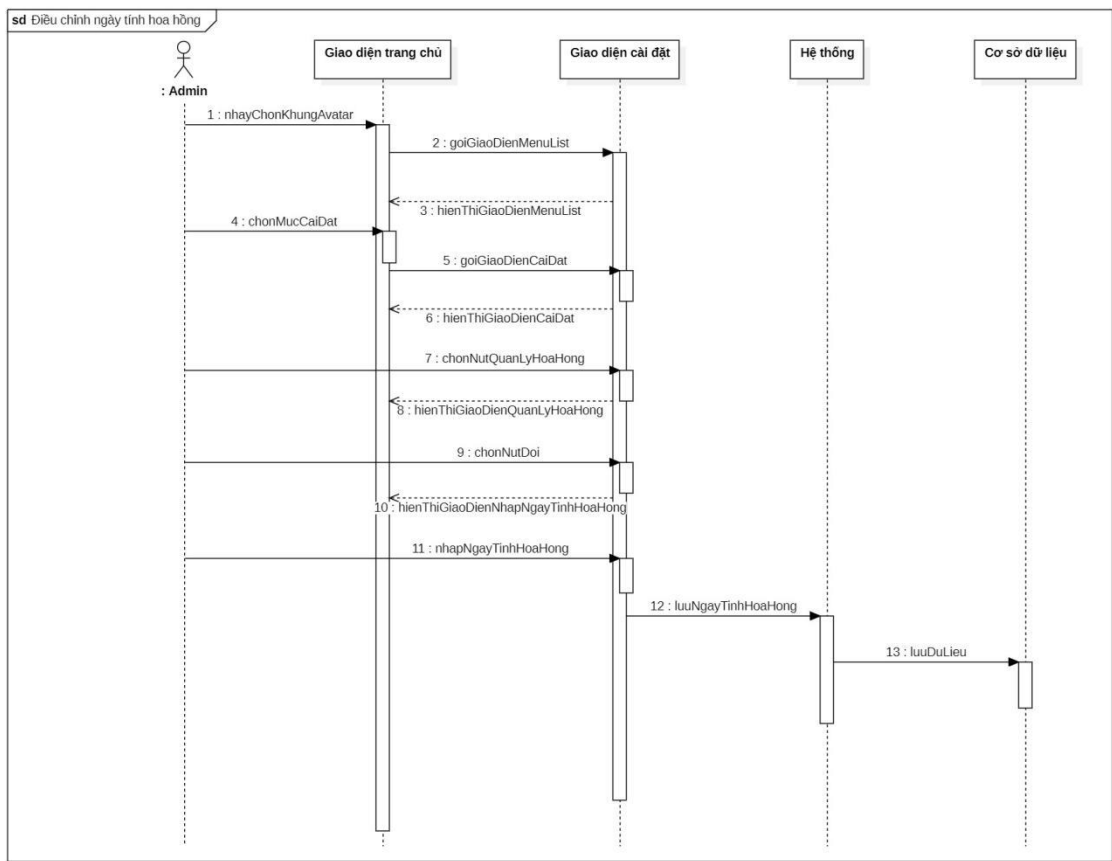 sd Điều chỉnh ngày tính hoa hồng
Giao diện trang chủ
Giao diện cài đặt
Hệ thống
Cơ sở dữ liệu
: Admin
1 : nhayChonKhungAvatar
2 : goiGiaoDienMenuList
3 : hienThiGiaoDienMenuList
4 : chonMucCaiDat
5 : goiGiaoDienCaiDat
6 : hienThiGiaoDienCaiDat
7 : chonNutQuanLyHoaHong
8 : hienThiGiaoDienQuanLyHoaHong
9 : chonNutDoi
10 : hienThiGiaoDienNhapNgayTinhHoaHong
11 : nhapNgayTinhHoaHong
12 : luuNgayTinhHoaHong
13 : luuDuLieu